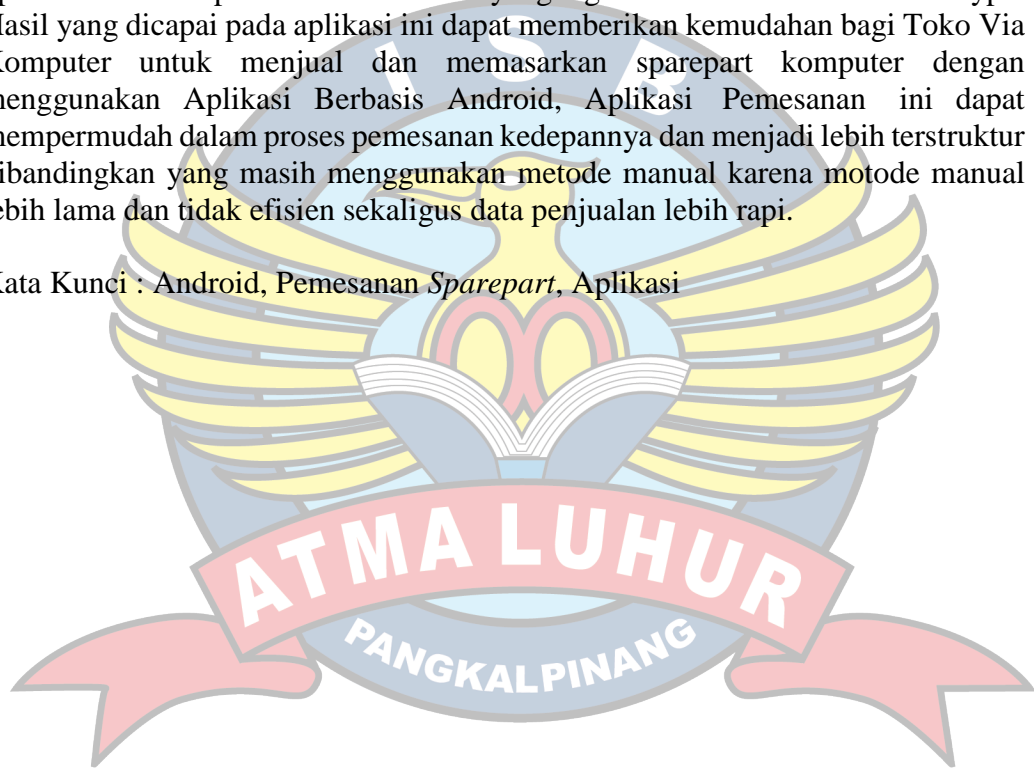 yang
Hasil yang dicapai pada aplikasi ini dapat memberikan kemudahan bagi Toko Via
Komputer untuk menjual dan memasarkan sparepart komputer dengan
menggunakan Aplikasi Berbasis Android, Aplikasi Pemesanan ini dapat
mempermudah dalam proses pemesanan kedepannya dan menjadi lebih terstruktur
ibandingkan yang masih menggunakan metode manual karena motode manual
ebih lama dan tidak efisien sekaligus data penjualan lebih rapi.
Kata Kunci : Android, Pemesanan Sparepart, Aplikasi
I S B
ATMA LUHUR
PANGKALPINANG